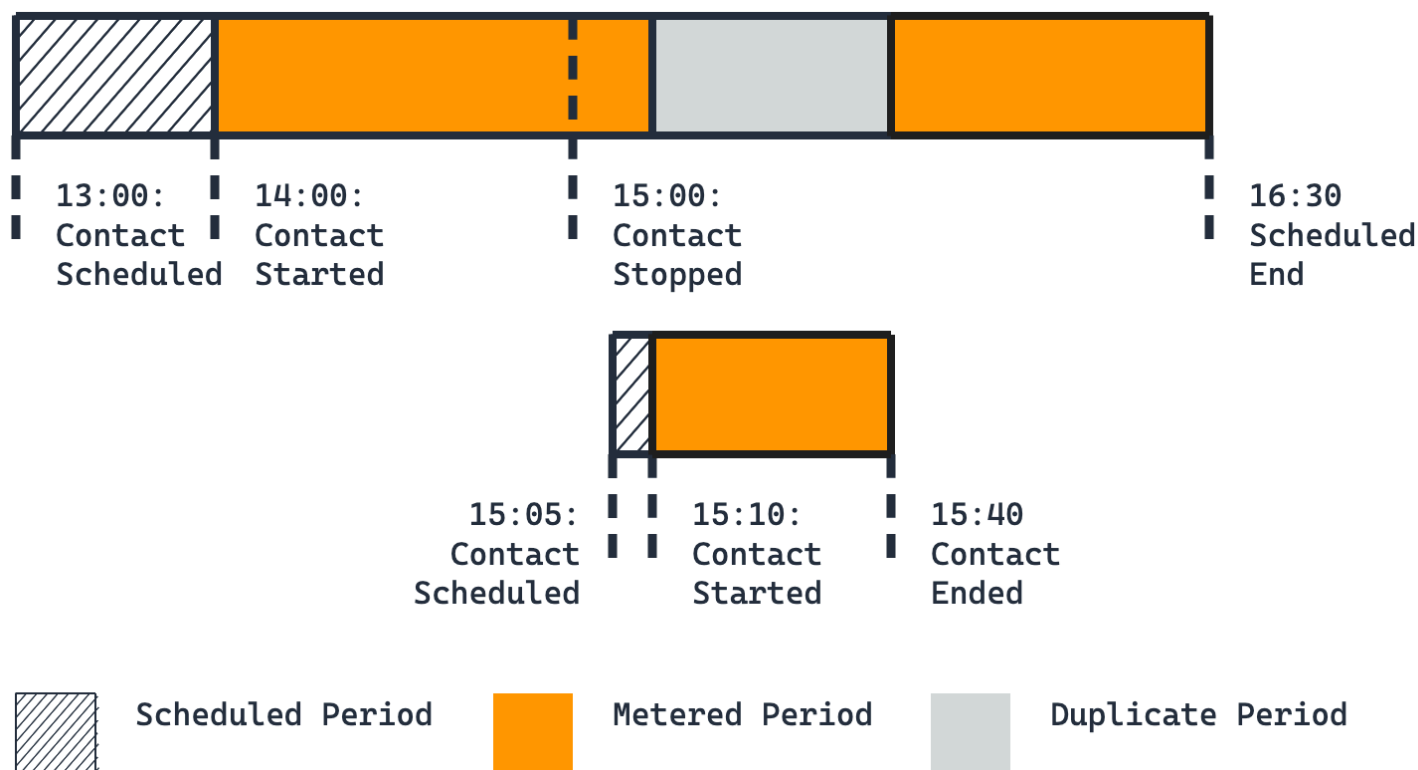 13:00:
Contact
Scheduled
14:00:
Contact
Started
15:00:
Contact
Stopped
16:30
Scheduled
End
15:05:
Contact
Scheduled
15:10:
Contact
Started
15:40
Contact
Ended
Scheduled Period
Metered Period
Duplicate Period